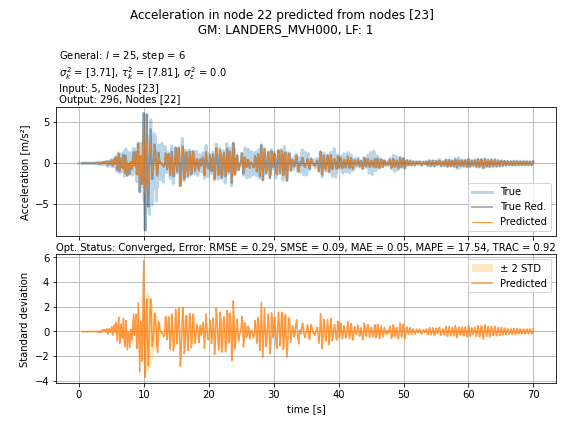 Acceleration in node 22 predicted from nodes [23]
GM: LANDERS_MVH000, LF: 1
General: l = 25, step = 6
σ²ₖ = [3.71], τ²ₖ = [7.81], σ²ε = 0.0
Input: 5, Nodes [23]
Output: 296, Nodes [22]
Acceleration [m/s²]
5
0
−5
True
True Red.
Predicted
Opt. Status: Converged, Error: RMSE = 0.29, SMSE = 0.09, MAE = 0.05, MAPE = 17.54, TRAC = 0.92
Standard deviation
6
4
2
0
−2
−4
± 2 STD
Predicted
0 10 20 30 40 50 60 70
time [s]